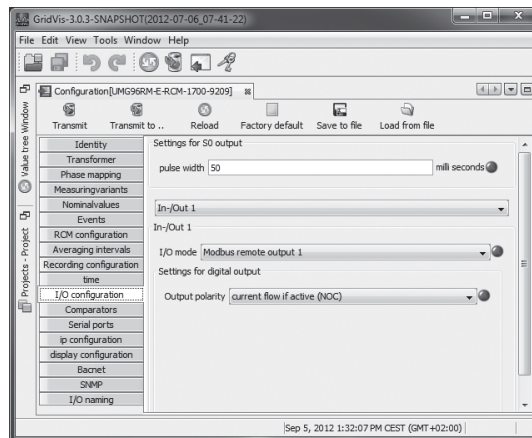 GridVis-3.0.3-SNAPSHOT(2012-07-06_07-41-22)
File Edit View Tools Window Help
Configuration[UMG96RM-E-RCM-1700-9209]
Transmit Transmit to .. Reload Factory default Save to file Load from file
Value tree Window
Projects - Project
Identity
Transformer
Phase mapping
Measuringvariants
Nominalvalues
Events
RCM configuration
Averaging intervals
Recording configuration
time
I/O configuration
Comparators
Serial ports
ip configuration
display configuration
Bacnet
SNMP
I/O naming
Settings for S0 output
pulse width 50 milli seconds
In-/Out 1
In-/Out 1
I/O mode Modbus remote output 1
Settings for digital output
Output polarity current flow if active (NOC)
Sep 5, 2012 1:32:07 PM CEST (GMT+02:00)